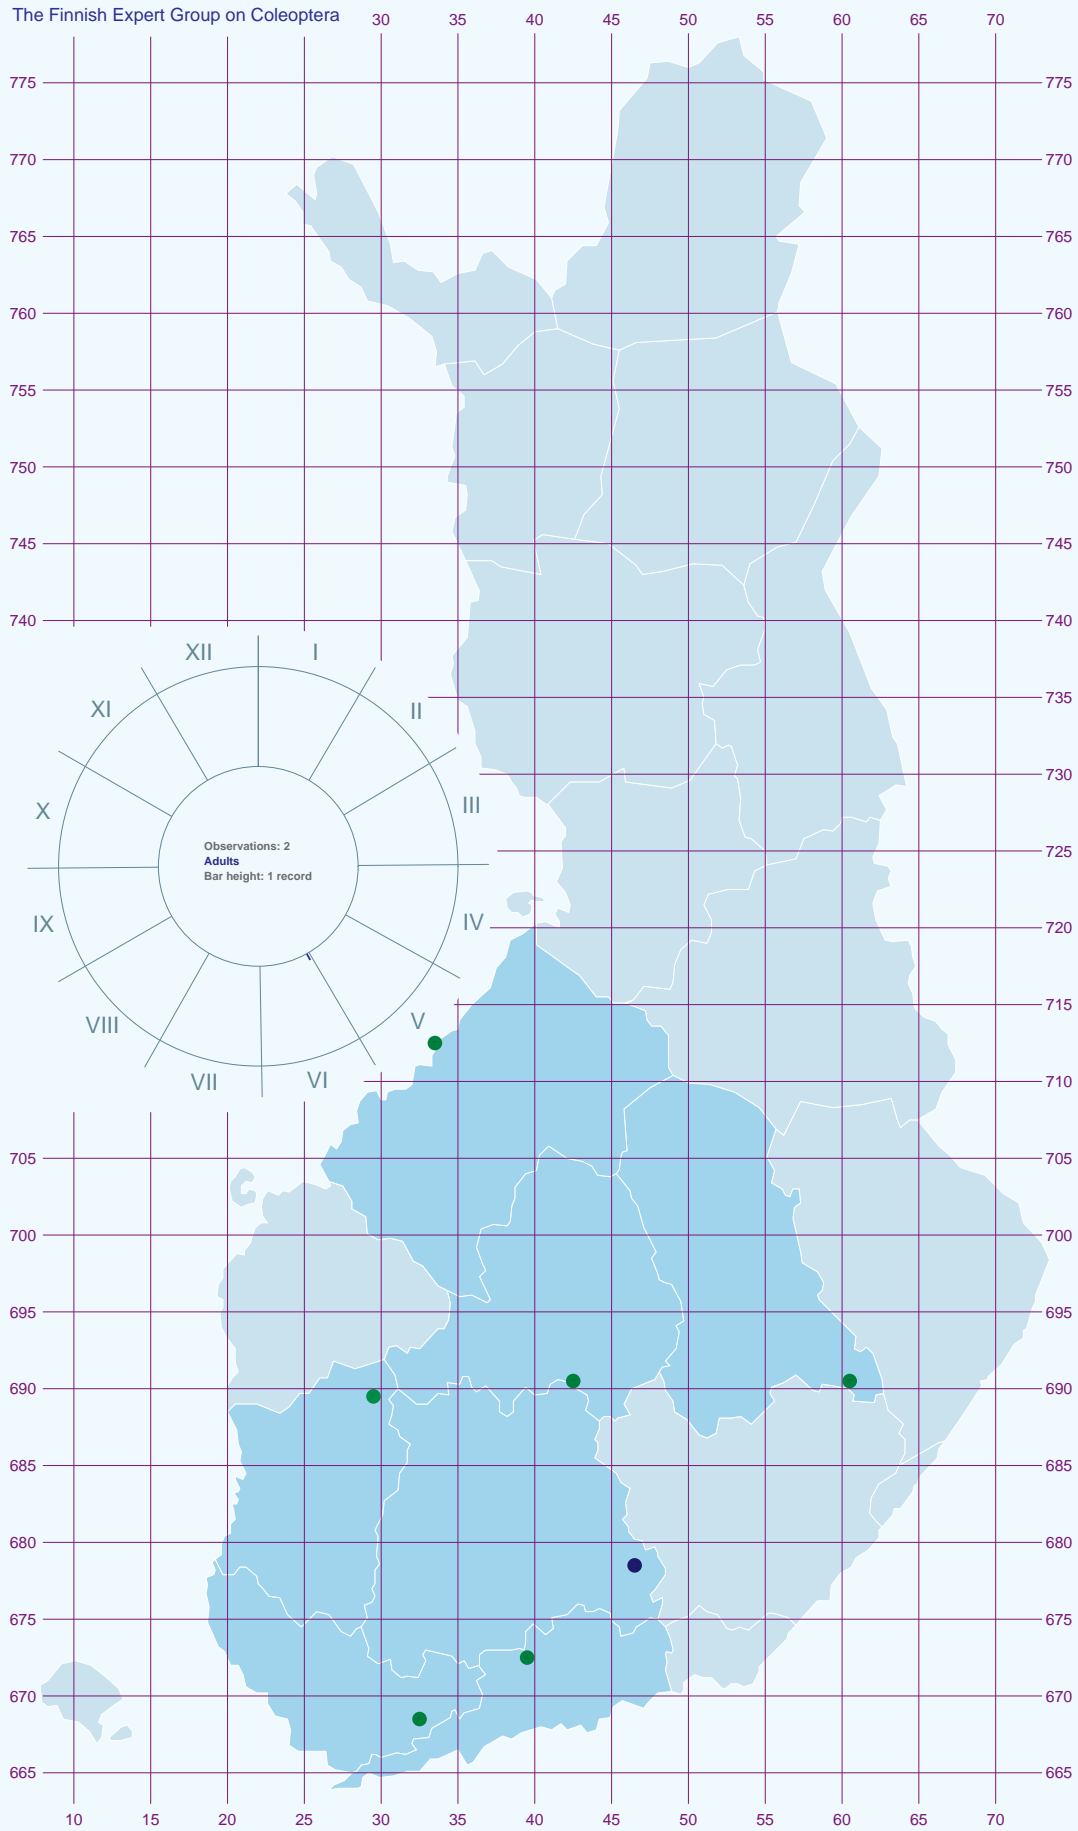 The Finnish Expert Group on Coleoptera 30 35 40 45 50 55 60 65 70
775 775
770 770
765 765
760 760
755 755
750 750
745 745
740 740
XII I
XI II
735
730
X III
725
Observations: 2
Adults
Bar height: 1 record
IX IV
720
715
VIII V
VII VI
710
705 705
700 700
695 695
690 690
685 685
680 680
675 675
670 670
665 665
10 15 20 25 30 35 40 45 50 55 60 65 70